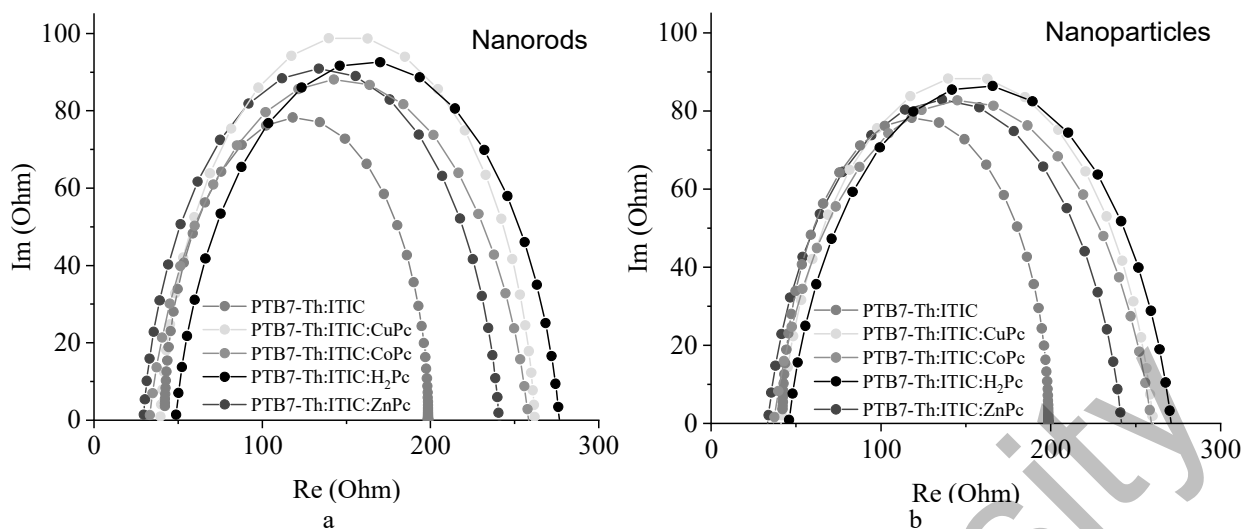 Nanorods
100
80
60
40
20
0
Im (Ohm)
PTB7-Th:ITIC
PTB7-Th:ITIC:CuPc
PTB7-Th:ITIC:CoPc
PTB7-Th:ITIC:H₂Pc
PTB7-Th:ITIC:ZnPc
0 100 200 300
Re (Ohm)
a
Nanoparticles
100
80
60
40
20
0
Im (Ohm)
PTB7-Th:ITIC
PTB7-Th:ITIC:CuPc
PTB7-Th:ITIC:CoPc
PTB7-Th:ITIC:H₂Pc
PTB7-Th:ITIC:ZnPc
0 100 200 300
Re (Ohm)
b
sity